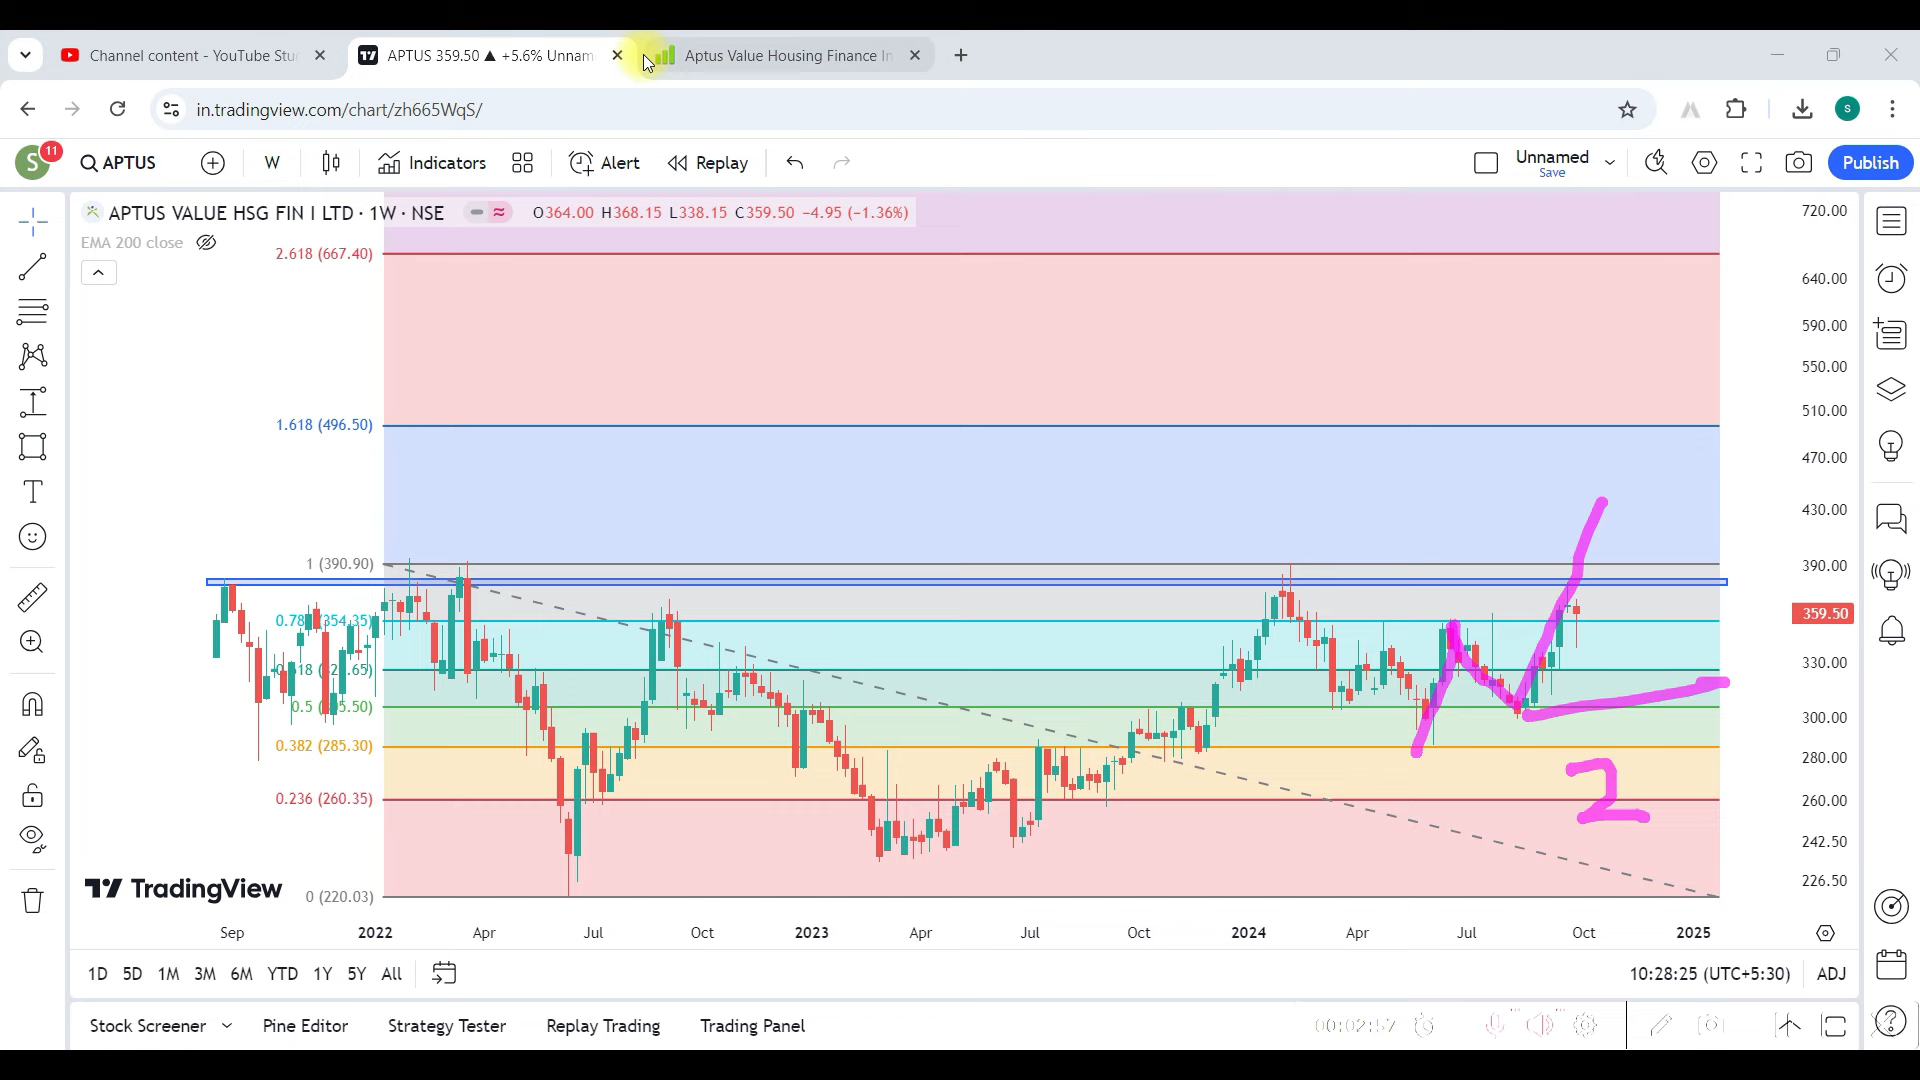 Channel content - YouTube Stu
APTUS 359.50 ▲ +5.6% Unnam
Aptus Value Housing Finance In
in.tradingview.com/chart/zh665WqS/
S
S 11
APTUS
W
Indicators
Alert
Replay
Unnamed
Save
Publish
APTUS VALUE HSG FIN I LTD · 1W · NSE
O364.00 H368.15 L338.15 C359.50 −4.95 (−1.36%)
EMA 200 close
2.618 (667.40)
1.618 (496.50)
1 (390.90)
0.5
0.382 (285.30)
0.236 (260.35)
0 (220.03)
720.00
640.00
590.00
550.00
510.00
470.00
430.00
390.00
359.50
330.00
300.00
280.00
260.00
242.50
226.50
2
TradingView
Sep 2022 Apr Jul Oct 2023 Apr Jul Oct 2024 Apr Jul Oct 2025
1D 5D 1M 3M 6M YTD 1Y 5Y All
10:28:25 (UTC+5:30) ADJ
Stock Screener Pine Editor Strategy Tester Replay Trading Trading Panel
00:02:57